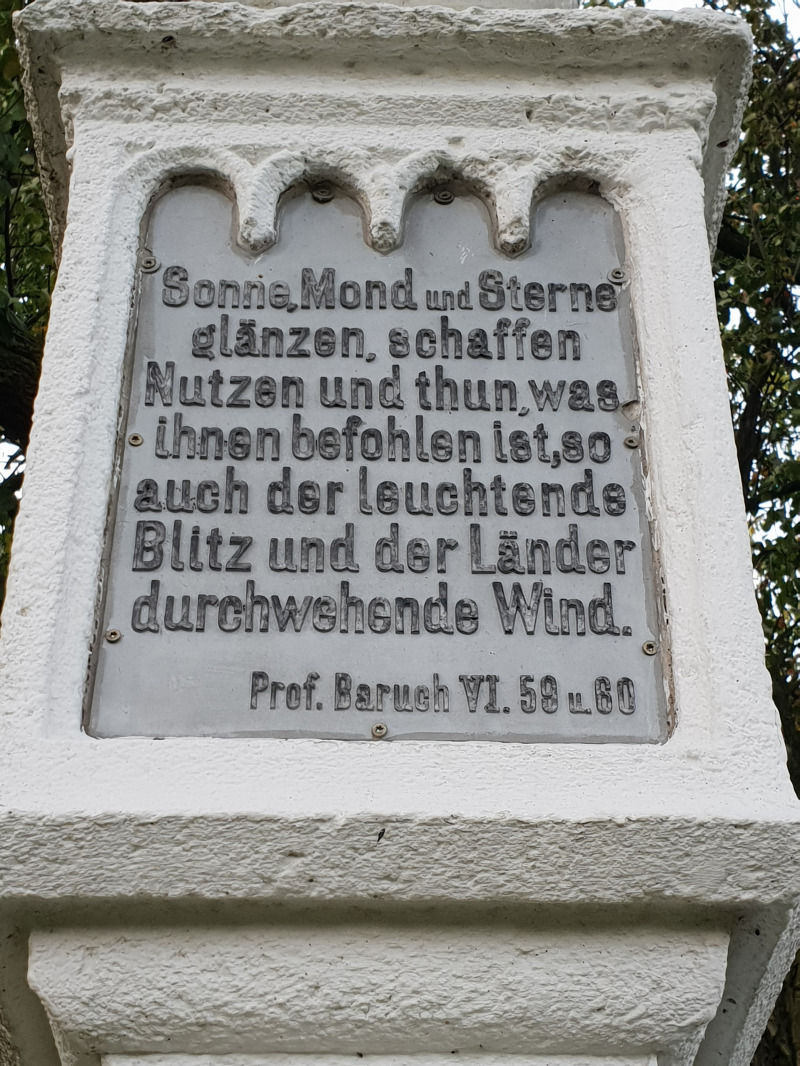 Sonne, Mond und Sterne
glänzen, schaffen
Nutzen und thun, was
ihnen befohlen ist, so
auch der leuchtende
Blitz und der Länder
durchwehende Wind.
Prof. Baruch VI. 59 u. 60